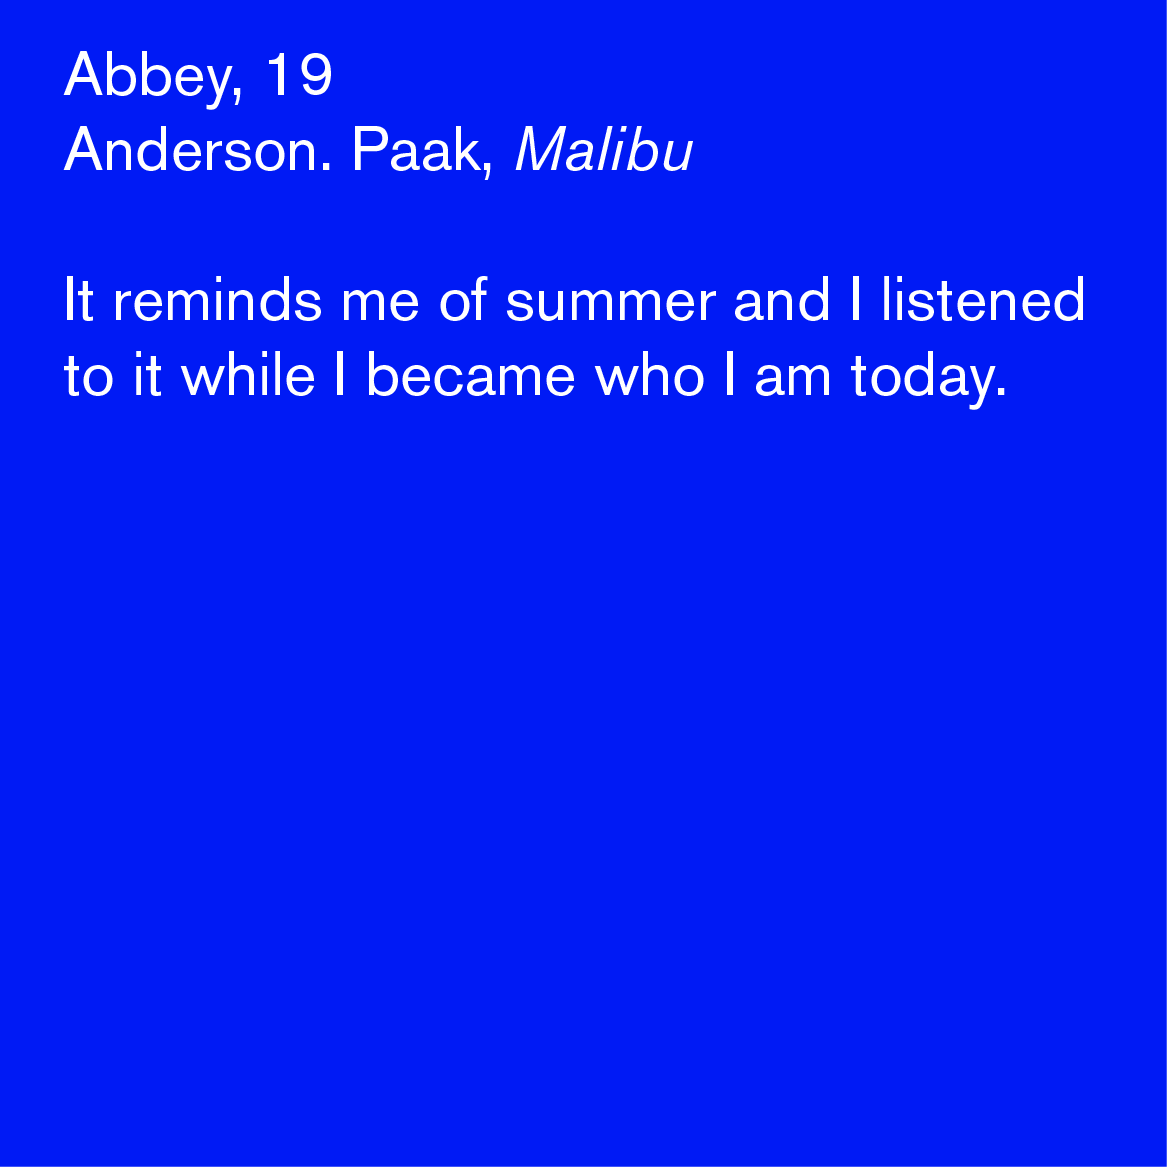 Abbey, 19
Anderson. Paak, Malibu
It reminds me of summer and I listened
to it while I became who I am today.